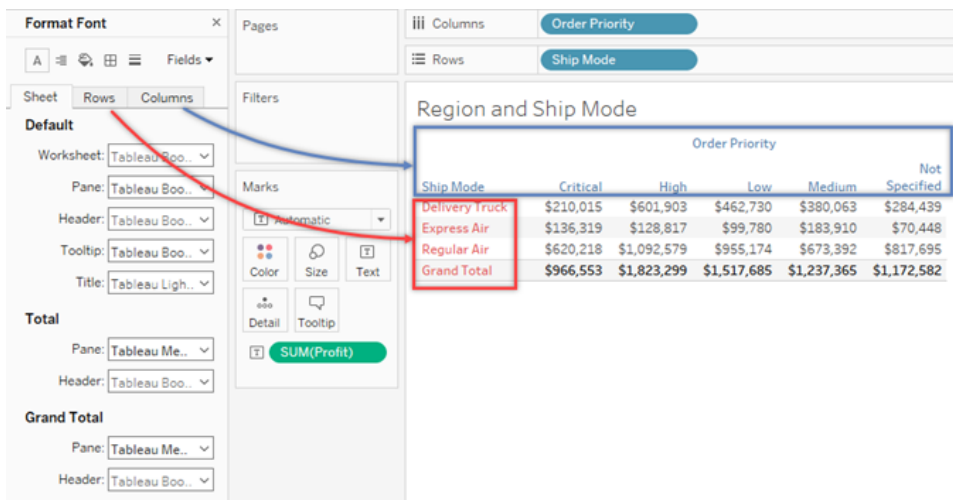 Format Font
Fields
Sheet Rows Columns
Default
Worksheet: Tableau Boo..
Pane: Tableau Boo..
Header: Tableau Boo..
Tooltip: Tableau Boo..
Title: Tableau Ligh..
Total
Pane: Tableau Me..
Header: Tableau Boo..
Grand Total
Pane: Tableau Me..
Header: Tableau Boo..
Pages
Filters
Marks
Automatic
Color Size Text
Detail Tooltip
SUM(Profit)
Columns Order Priority
Rows Ship Mode
Region and Ship Mode
Order Priority
Ship Mode Critical High Low Medium Not Specified
Delivery Truck $210,015 $601,903 $462,730 $380,063 $284,439
Express Air $136,319 $128,817 $99,780 $183,910 $70,448
Regular Air $620,218 $1,092,579 $955,174 $673,392 $817,695
Grand Total $966,553 $1,823,299 $1,517,685 $1,237,365 $1,172,582